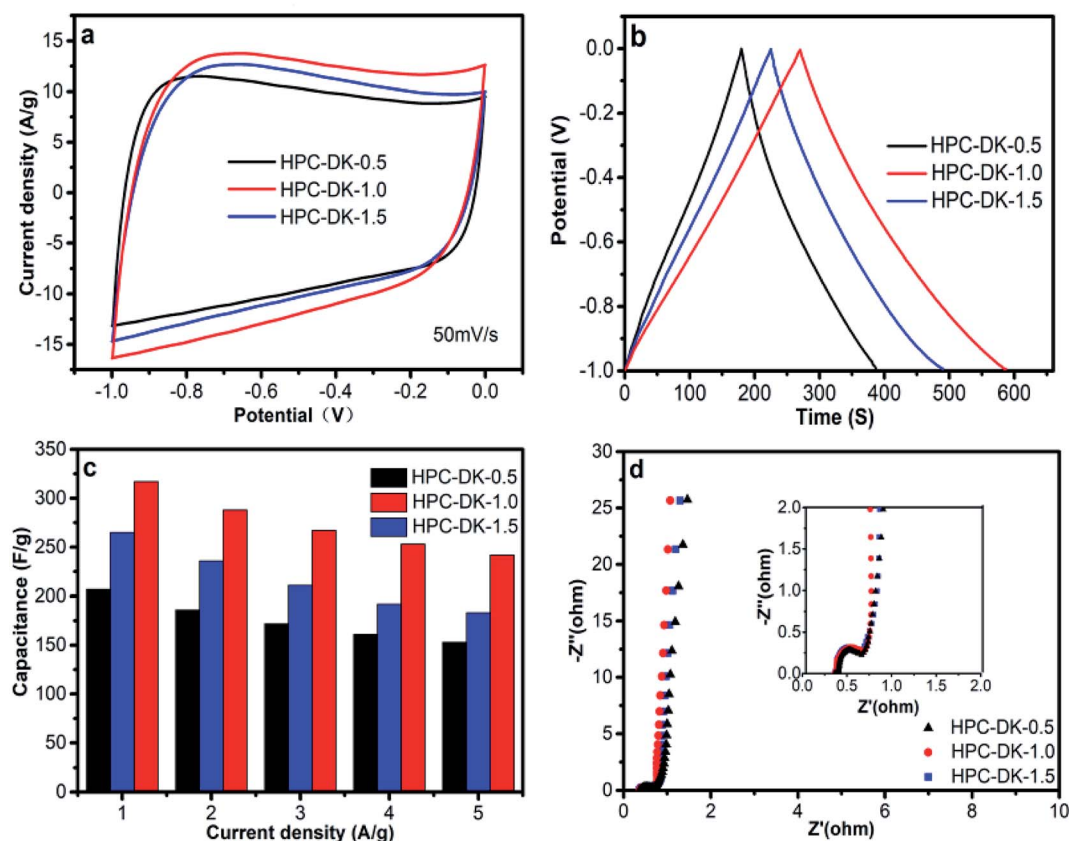 a
15
10
5
0
-5
-10
-15
Current density (A/g)
HPC-DK-0.5
HPC-DK-1.0
HPC-DK-1.5
50mV/s
-1.0 -0.8 -0.6 -0.4 -0.2 0.0
Potential (V)
b
0.0
-0.2
-0.4
-0.6
-0.8
-1.0
Potential (V)
HPC-DK-0.5
HPC-DK-1.0
HPC-DK-1.5
0 100 200 300 400 500 600
Time (S)
c
350
300
250
200
150
100
50
0
Capacitance (F/g)
HPC-DK-0.5
HPC-DK-1.0
HPC-DK-1.5
1 2 3 4 5
Current density (A/g)
d
30
25
20
15
10
5
0
-Z''(ohm)
2.0
1.5
1.0
0.5
0.0
-Z''(ohm)
0.0 0.5 1.0 1.5 2.0
Z'(ohm)
HPC-DK-0.5
HPC-DK-1.0
HPC-DK-1.5
0 2 4 6 8 10
Z'(ohm)